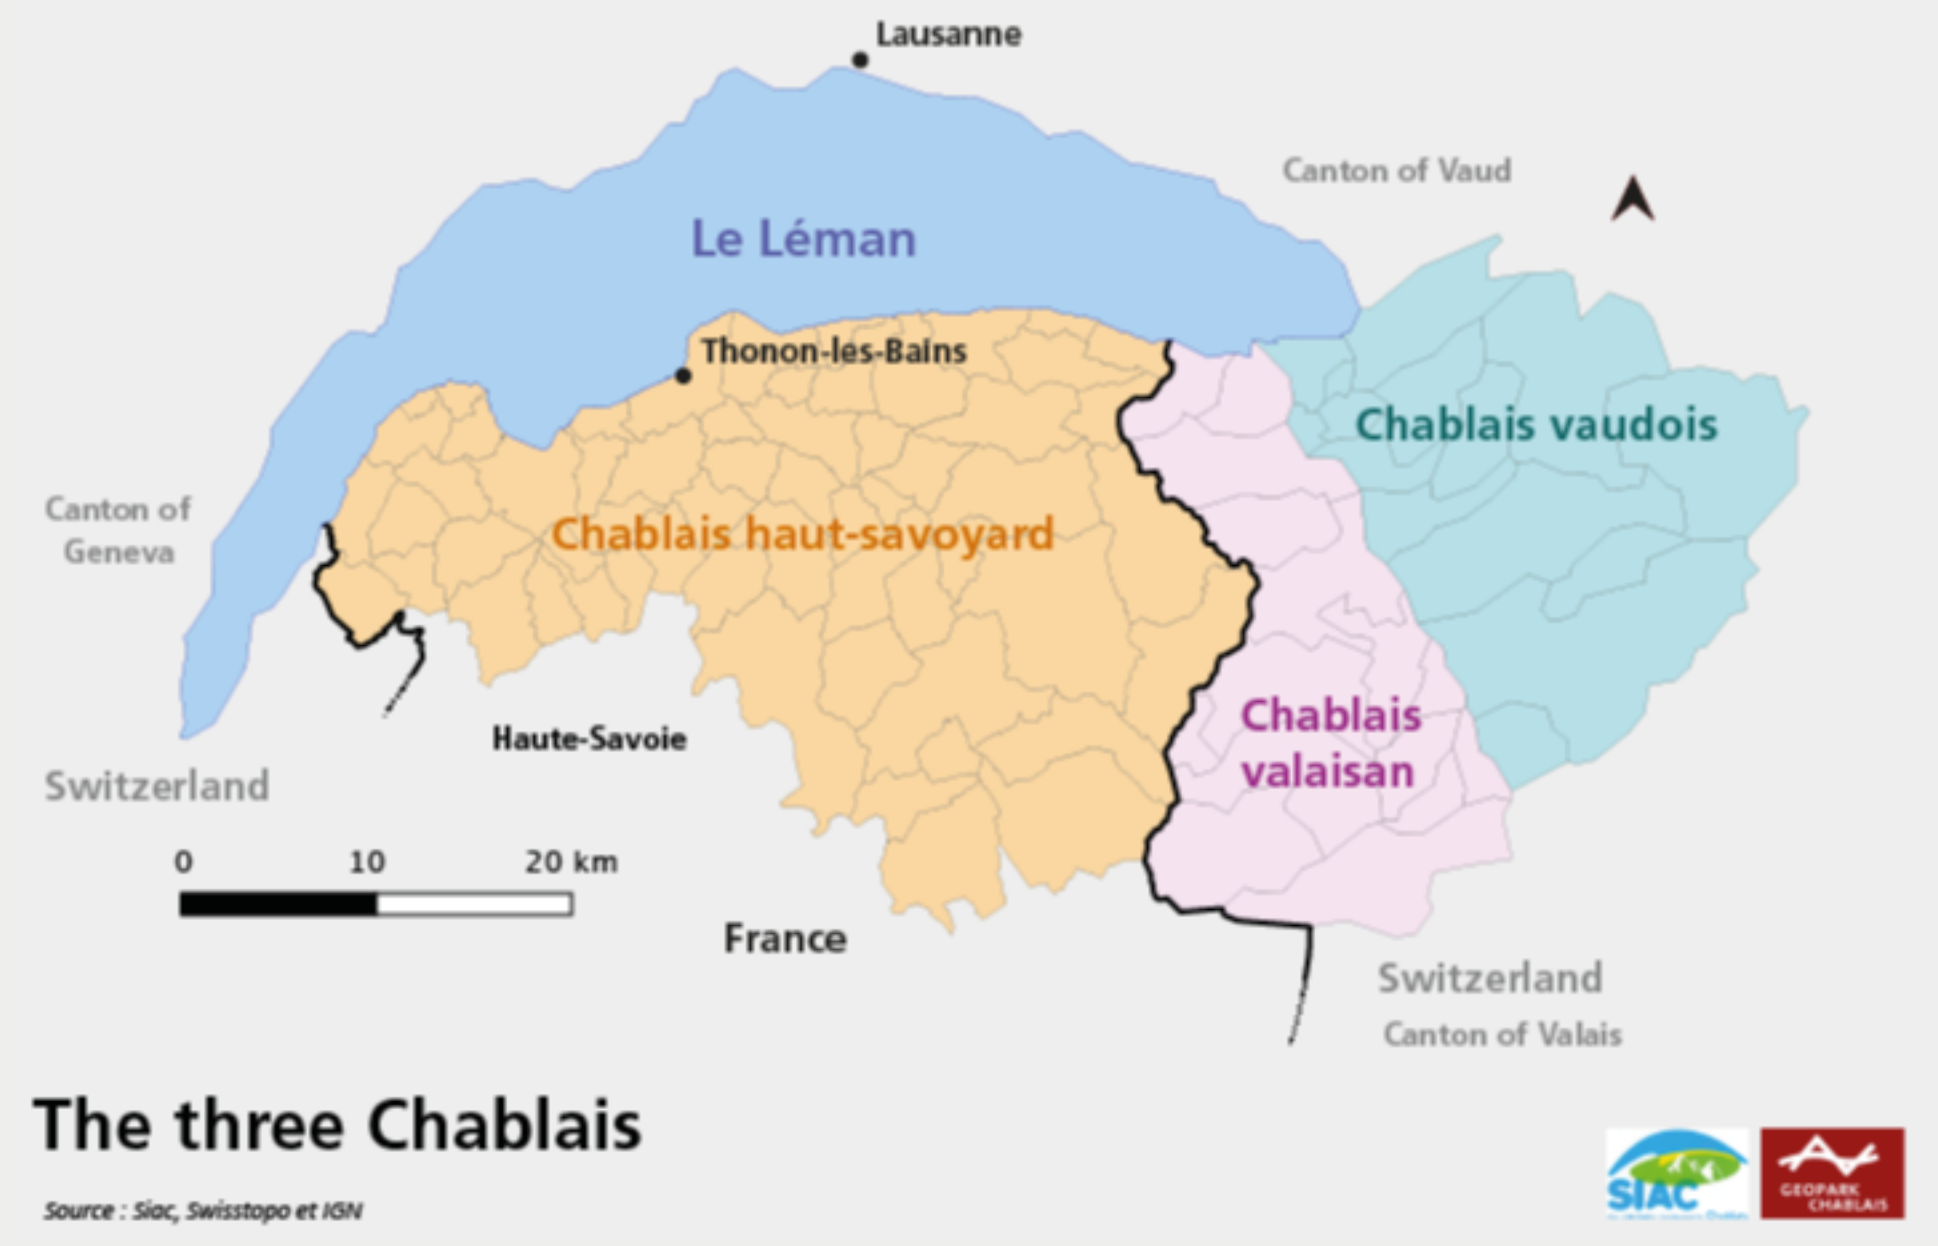 Lausanne
Canton of Vaud
Le Léman
Thonon-les-Bains
Chablais vaudois
Canton of
Geneva
Chablais haut-savoyard
Chablais
valaisan
Haute-Savoie
Switzerland
0 10 20 km
France
Switzerland
Canton of Valais
The three Chablais
Source : Siac, Swisstopo et IGN
SIAC
GEOPARK
CHABLAIS